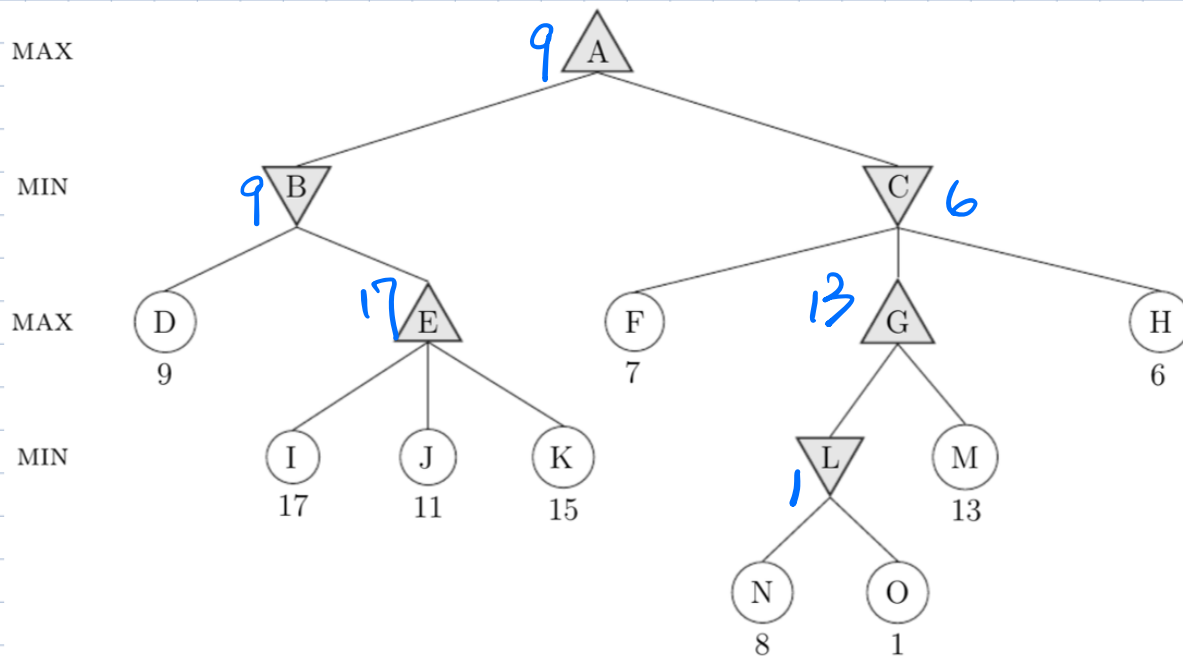 MAX 9 A
MIN 9 B C 6
MAX D 17 E F 13 G H
9 7 6
MIN I J K L M
17 11 15 1 13
N O
8 1